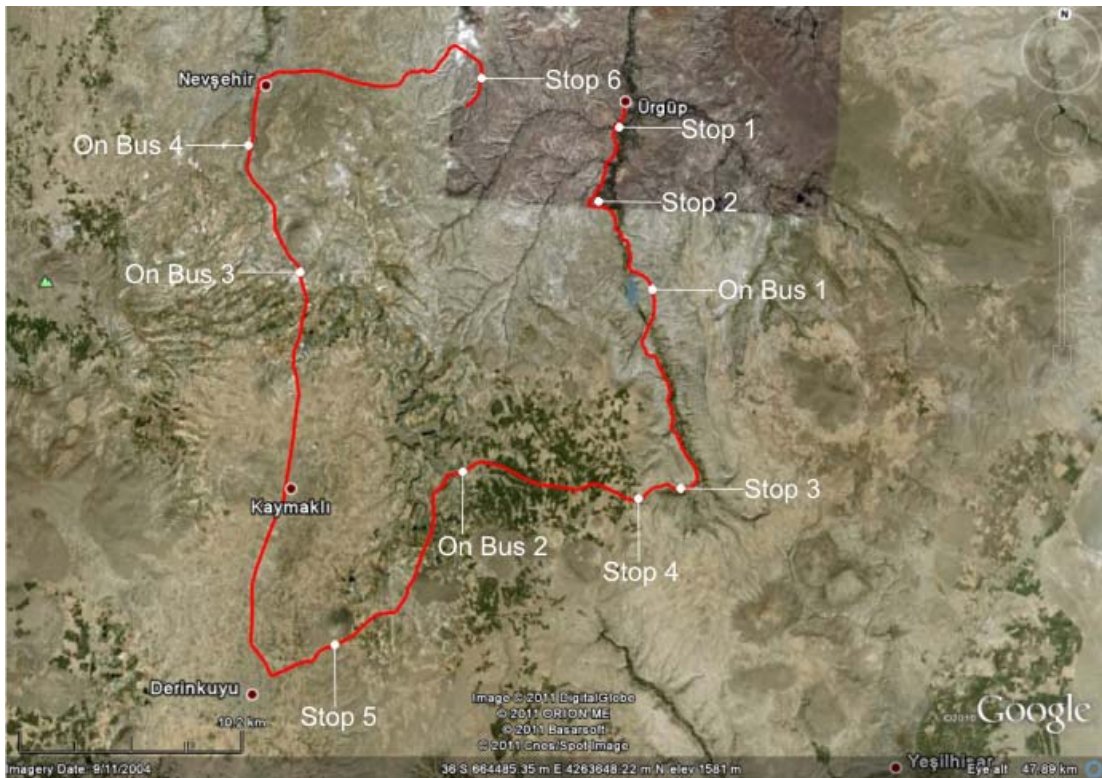 N
Nevşehir
Stop 6
Ürgüp
Stop 1
On Bus 4
Stop 2
On Bus 3
On Bus 1
Kaymaklı
Stop 3
On Bus 2
Stop 4
Derinkuyu
Stop 5
10,2 km
Image © 2011 DigitalGlobe
© 2011 ORION-ME
© 2011 Basarsoft
© 2011 Cnes/Spot Image
©2010 Google
Yeşilhisar
Imagery Date: 9/11/2004
36 S 664485.35 m E 4263648.22 m N elev 1581 m
Eye alt 47.89 km